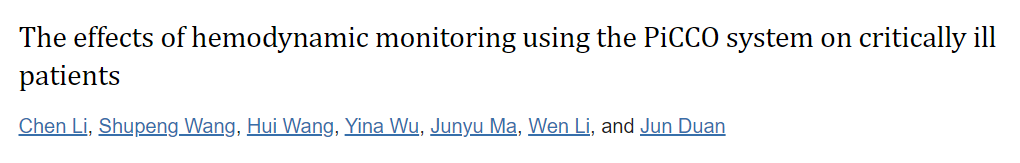 The effects of hemodynamic monitoring using the PiCCO system on critically ill
patients
Chen Li, Shupeng Wang, Hui Wang, Yina Wu, Junyu Ma, Wen Li, and Jun Duan